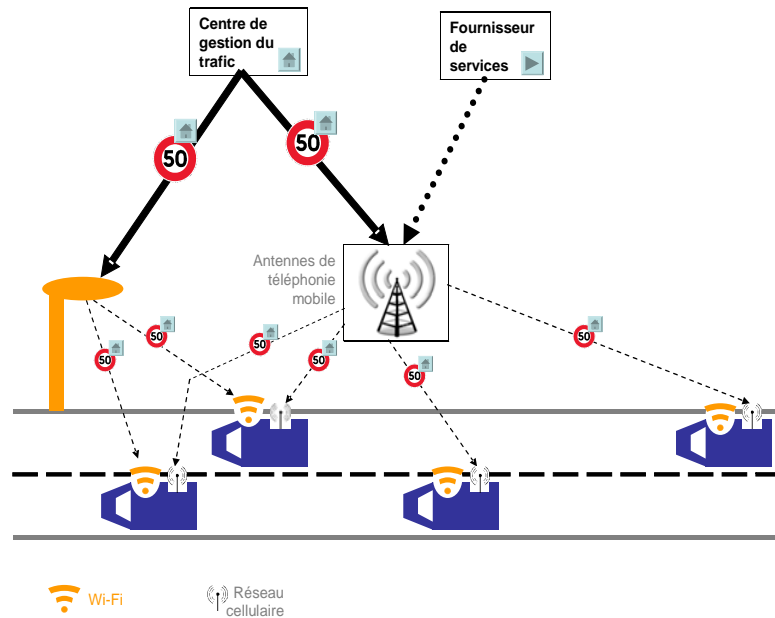 Centre de
gestion du
trafic
Fournisseur
de
services
50
50
Antennes de
téléphonie
mobile
50
50
50
50
50
50
Wi-Fi
Réseau
cellulaire